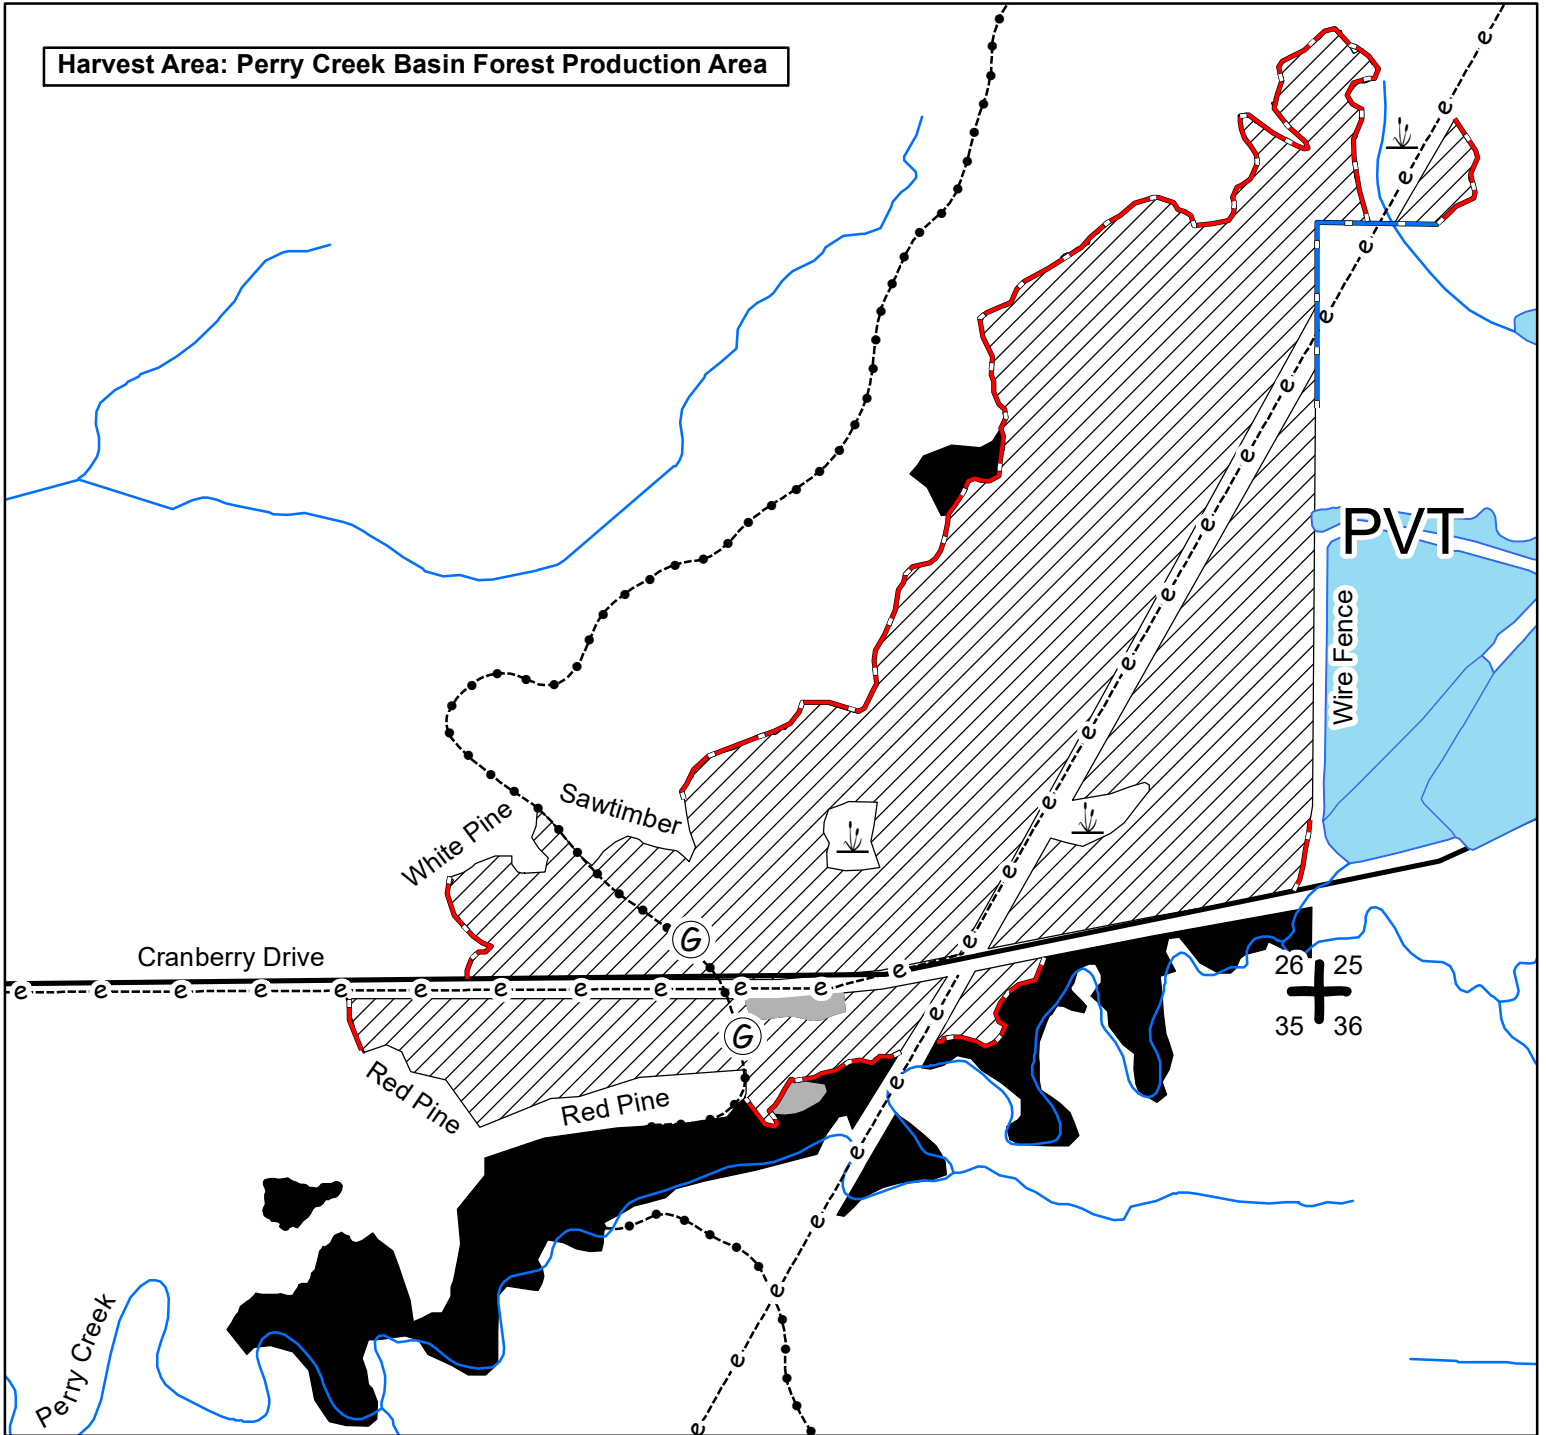 Harvest Area: Perry Creek Basin Forest Production Area
e
e
e
e
e
e
PVT
e
e
e
Wire Fence
e
e
e
Sawtimber
White Pine
e
G
e
Cranberry Drive
e
e e e e e e e e e e e
26 25
35 36
e
G
Red Pine
Red Pine
e
e
e
e
Perry Creek
e
e